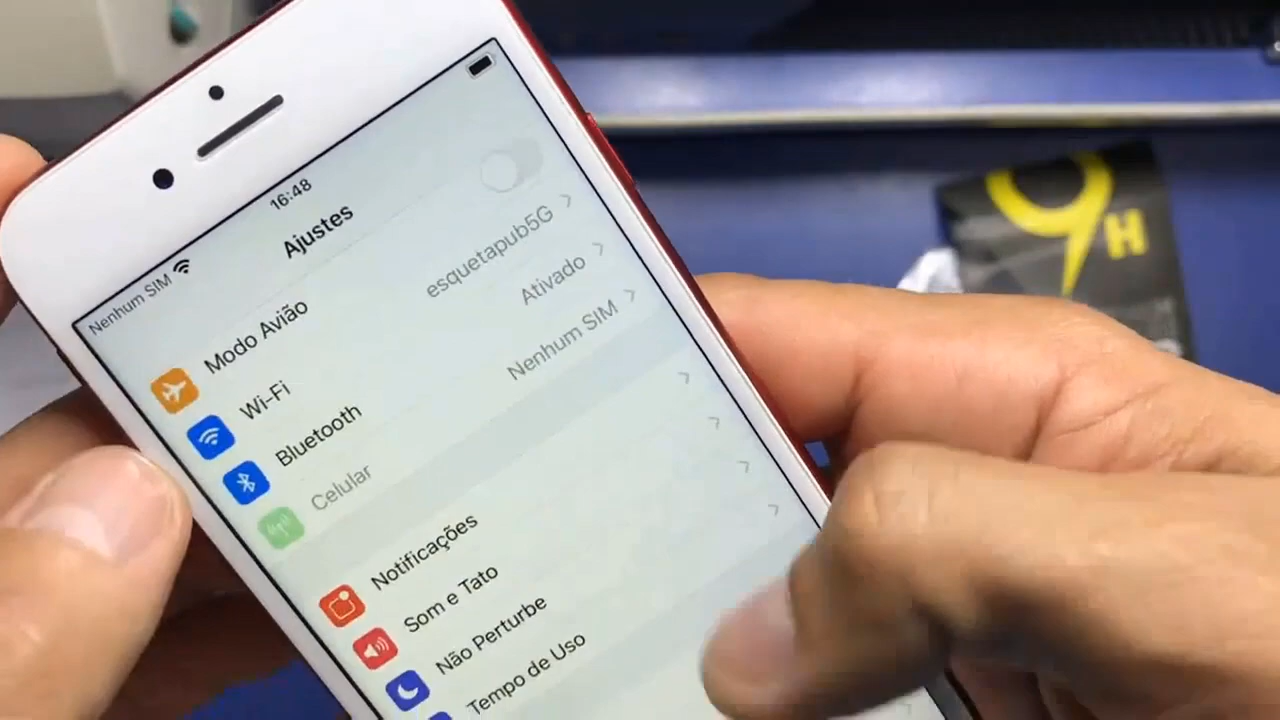 Nenhum SIM 16:48
Ajustes
Modo Avião
Wi-Fi esquetapub5G
Bluetooth Ativado
Celular Nenhum SIM
Notificações
Som e Tato
Não Perturbe
Tempo de Uso
9H